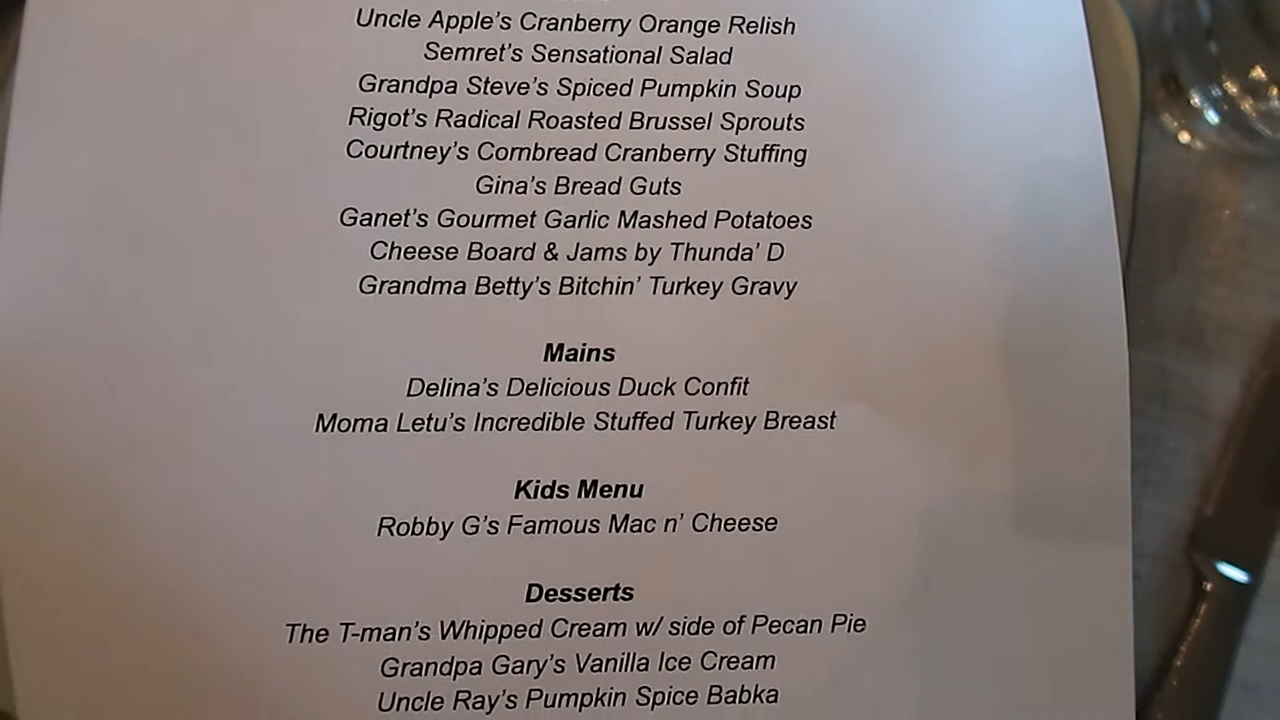 Uncle Apple's Cranberry Orange Relish
Semret's Sensational Salad
Grandpa Steve's Spiced Pumpkin Soup
Rigot's Radical Roasted Brussel Sprouts
Courtney's Cornbread Cranberry Stuffing
Gina's Bread Guts
Ganet's Gourmet Garlic Mashed Potatoes
Cheese Board & Jams by Thunda' D
Grandma Betty's Bitchin' Turkey Gravy
Mains
Delina's Delicious Duck Confit
Moma Letu's Incredible Stuffed Turkey Breast
Kids Menu
Robby G's Famous Mac n' Cheese
Desserts
The T-man's Whipped Cream w/ side of Pecan Pie
Grandpa Gary's Vanilla Ice Cream
Uncle Ray's Pumpkin Spice Babka